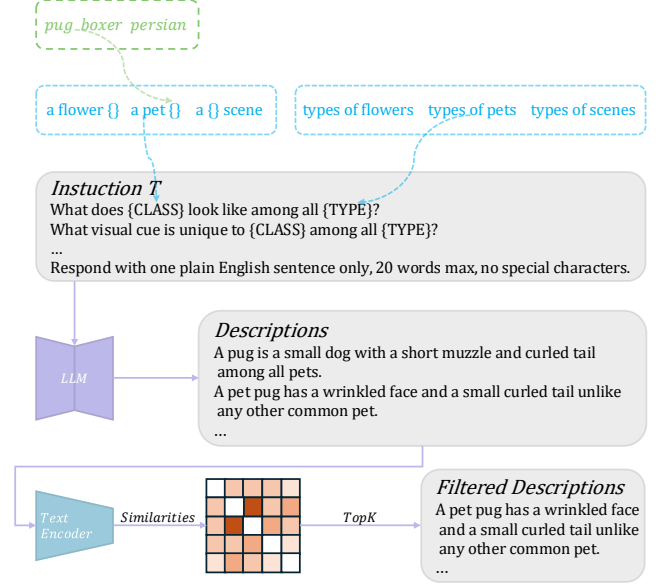 pug boxer persian
a flower {} a pet {} a {} scene
types of flowers types of pets types of scenes
Instuction T
What does {CLASS} look like among all {TYPE}?
What visual cue is unique to {CLASS} among all {TYPE}?
...
Respond with one plain English sentence only, 20 words max, no special characters.
LLM
Descriptions
A pug is a small dog with a short muzzle and curled tail
among all pets.
A pet pug has a wrinkled face and a small curled tail unlike
any other common pet.
...
Text
Encoder
Similarities
TopK
Filtered Descriptions
A pet pug has a wrinkled face
and a small curled tail unlike
any other common pet.
...